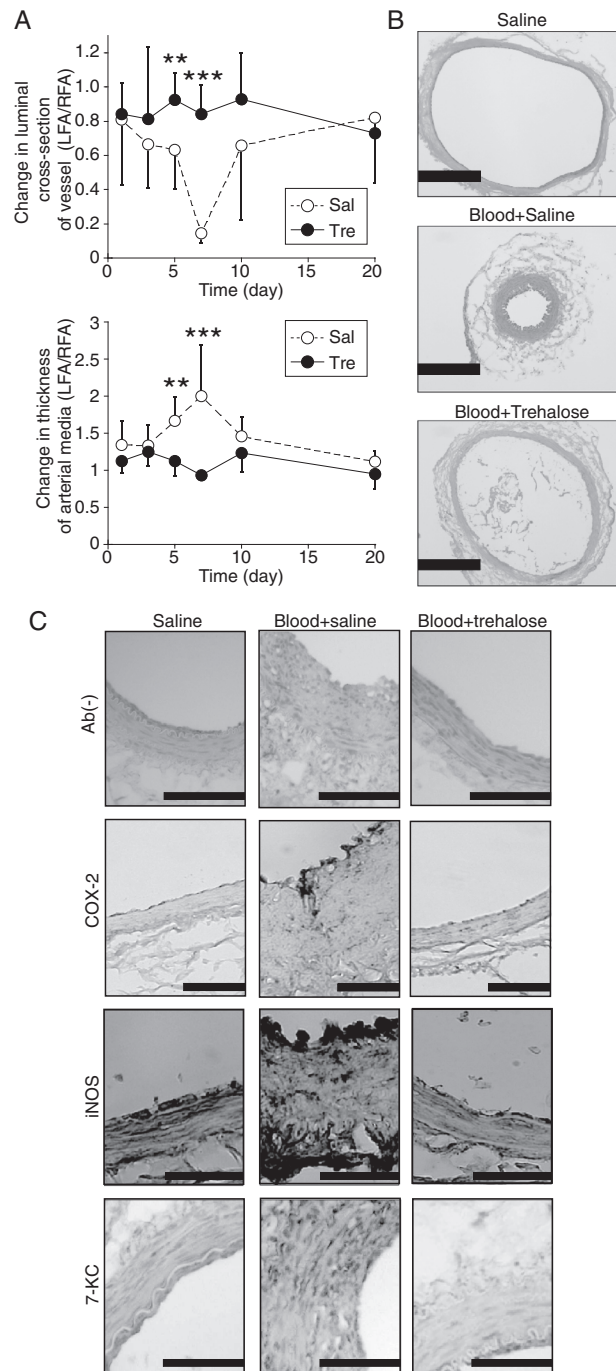 A
Change in luminal
cross-section
of vessel (LFA/RFA)
1.2
1.0
0.8
0.6
0.4
0.2
0
** ***
Sal
Tre
0 5 10 15 20
Time (day)
Change in thickness
of arterial media (LFA/RFA)
3
2.5
2
1.5
1
0.5
0
** ***
Sal
Tre
0 5 10 15 20
Time (day)
B
Saline
Blood+Saline
Blood+Trehalose
C
Saline Blood+saline Blood+trehalose
Ab(-)
COX-2
iNOS
7-KC